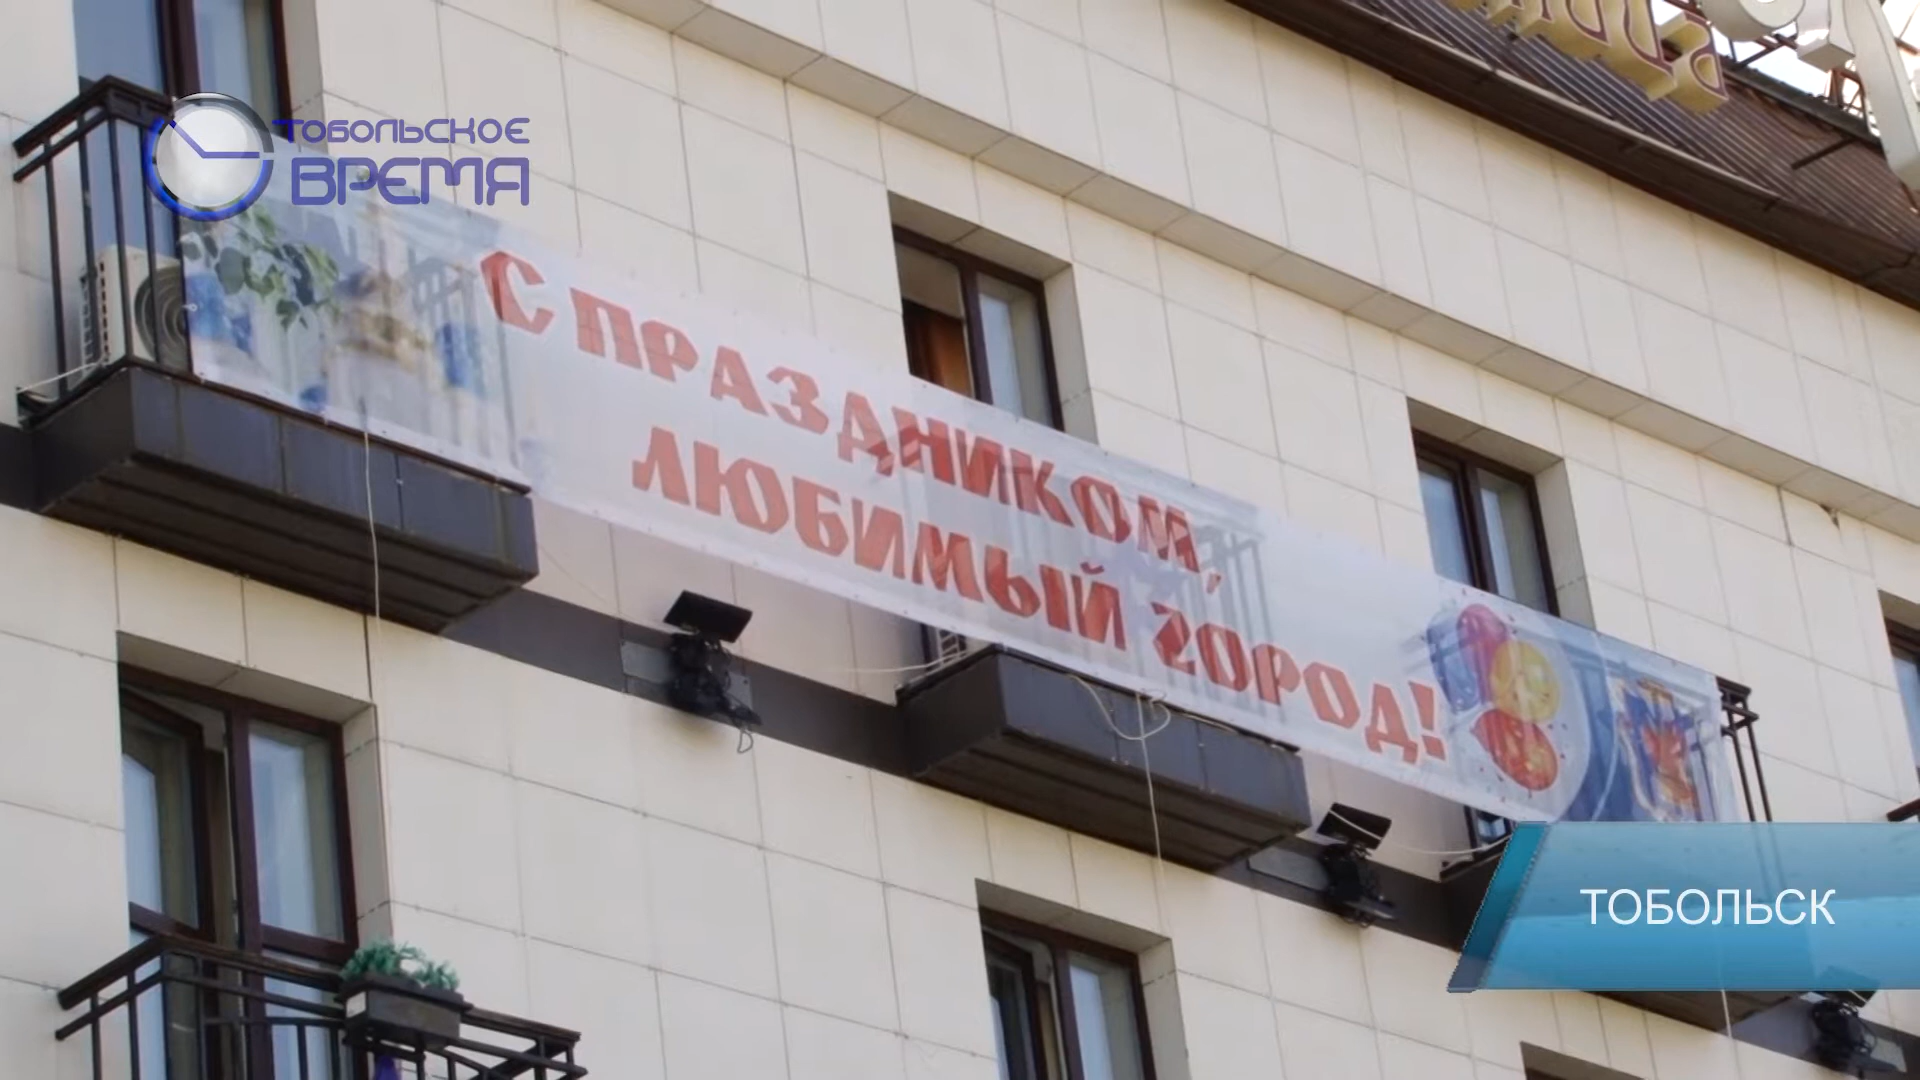 ТОБОЛЬСКОЕ
ВРЕМЯ
С ПРАЗДНИКОМ,
ЛЮБИМЫЙ ГОРОД!
ТОБОЛЬСК